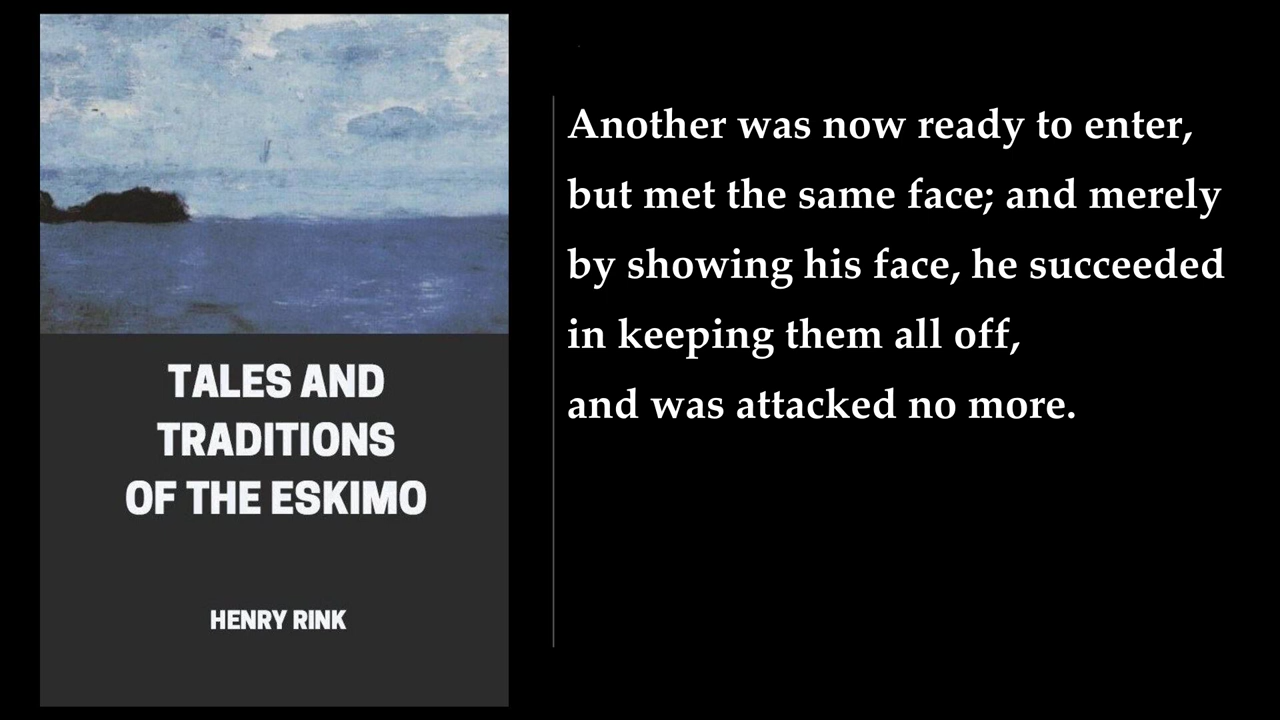 TALES AND
TRADITIONS
OF THE ESKIMO
HENRY RINK
Another was now ready to enter,
but met the same face; and merely
by showing his face, he succeeded
in keeping them all off,
and was attacked no more.